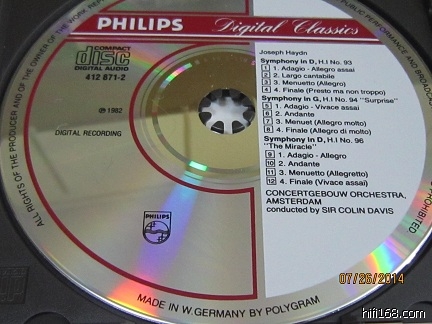 PHILIPS Digital Classics
COMPACT
disc
DIGITAL AUDIO
412 871-2
℗ 1982
DIGITAL RECORDING
Joseph Haydn
Symphony in D, H.I No. 93
1 1. Adagio - Allegro assai
2 2. Largo cantabile
3 3. Menuetto (Allegro)
4 4. Finale (Presto ma non troppo)
Symphony in G, H.I No. 94 "Surprise"
5 1. Adagio - Vivace assai
6 2. Andante
7 3. Menuet (Allegro molto)
8 4. Finale (Allegro di molto)
Symphony in D, H.I No. 96
"The Miracle"
9 1. Adagio - Allegro
10 2. Andante
11 3. Menuetto (Allegretto)
12 4. Finale (Vivace assai)
CONCERTGEBOUW ORCHESTRA,
AMSTERDAM
conducted by SIR COLIN DAVIS
PHILIPS
ALL RIGHTS OF THE PRODUCER AND OF THE OWNER OF THE WORK
PUBLIC PERFORMANCE AND
PROHIBITED
MADE IN W. GERMANY BY POLYGRAM
07/26/2014
hifi168.com